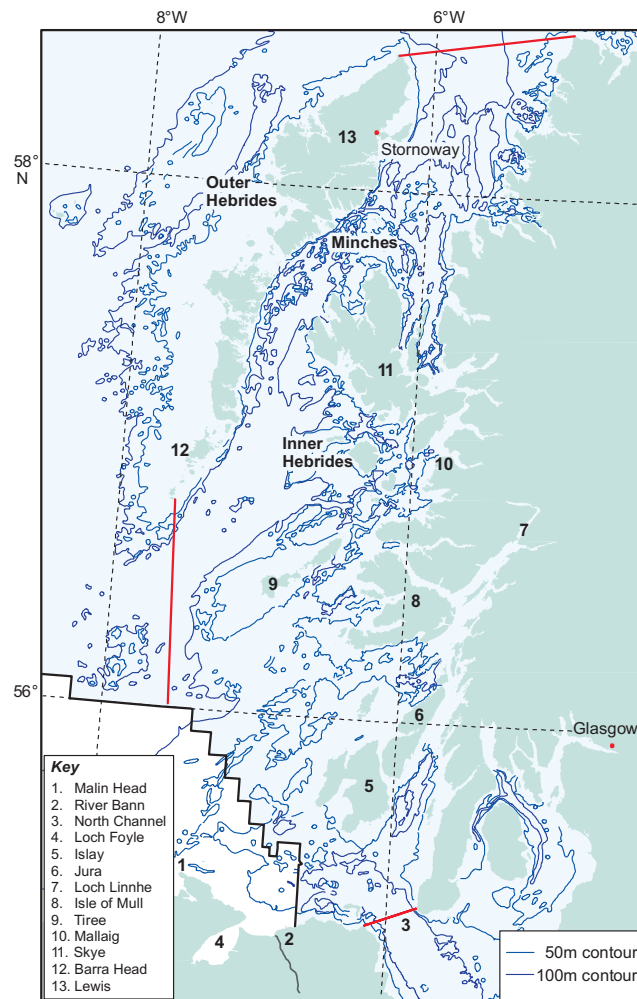 8°W
6°W
13
Stornoway
58°
N
Outer
Hebrides
Minches
11
12
Inner
Hebrides
10
7
9
8
56°
6
Glasgow
5
Key
1. Malin Head
2. River Bann
3. North Channel
4. Loch Foyle
5. Islay
6. Jura
7. Loch Linnhe
8. Isle of Mull
9. Tiree
10. Mallaig
11. Skye
12. Barra Head
13. Lewis
1
3
4
2
50m contour
100m contour